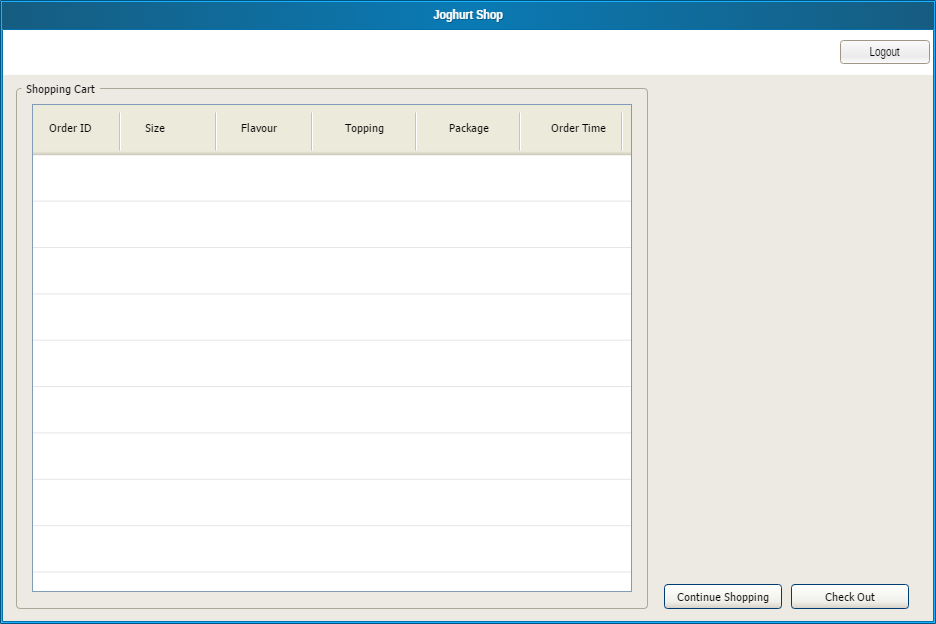 Joghurt Shop
Logout
Shopping Cart
Order ID Size Flavour Topping Package Order Time
Continue Shopping Check Out